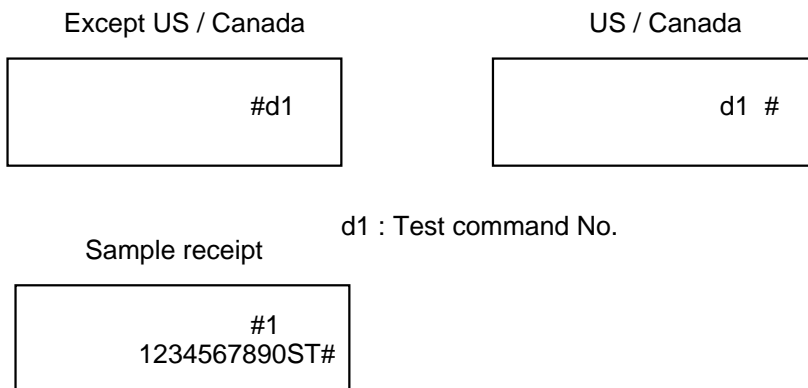 Except US / Canada
US / Canada
#d1
d1 #
d1 : Test command No.
Sample receipt
#1
1234567890ST#